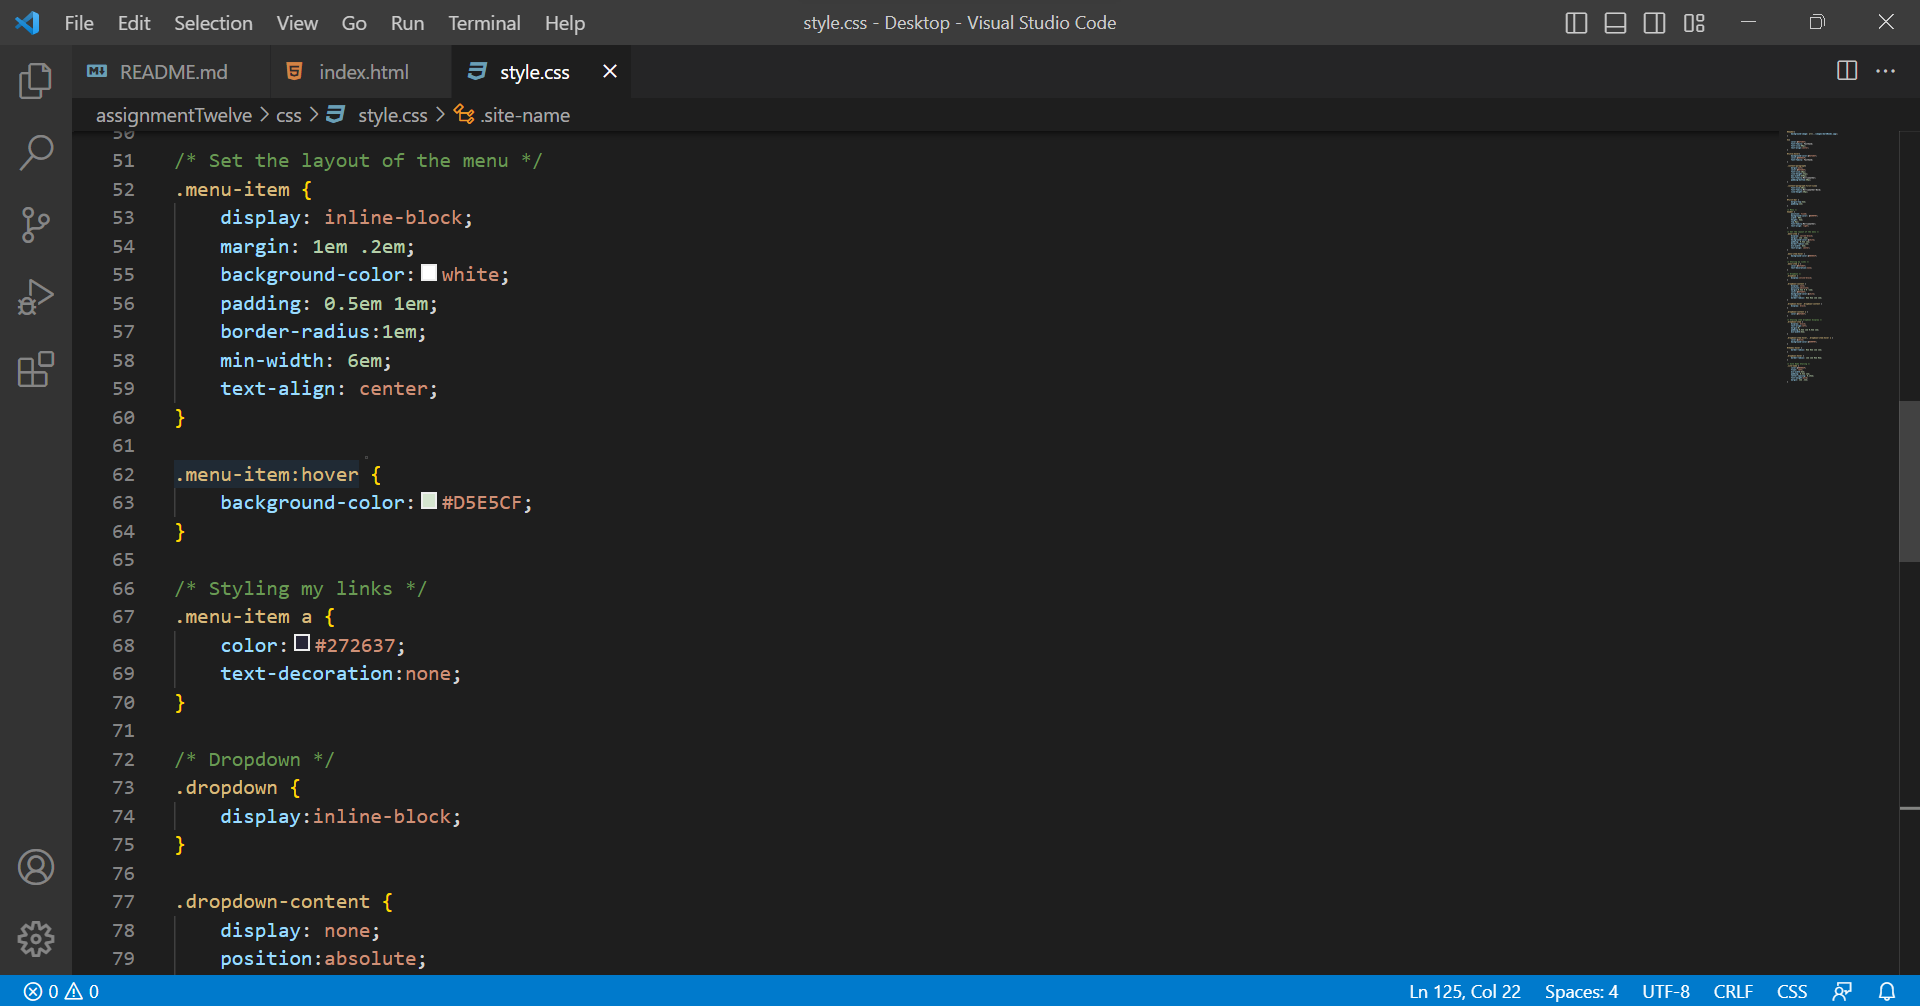 File Edit Selection View Go Run Terminal Help style.css - Desktop - Visual Studio Code
README.md index.html style.css
assignmentTwelve > css > style.css > .site-name
50
51 /* Set the layout of the menu */
52 .menu-item {
53 display: inline-block;
54 margin: 1em .2em;
55 background-color: white;
56 padding: 0.5em 1em;
57 border-radius:1em;
58 min-width: 6em;
59 text-align: center;
60 }
61
62 .menu-item:hover {
63 background-color: #D5E5CF;
64 }
65
66 /* Styling my links */
67 .menu-item a {
68 color: #272637;
69 text-decoration:none;
70 }
71
72 /* Dropdown */
73 .dropdown {
74 display:inline-block;
75 }
76
77 .dropdown-content {
78 display: none;
79 position:absolute;
0 0 Ln 125, Col 22 Spaces: 4 UTF-8 CRLF CSS